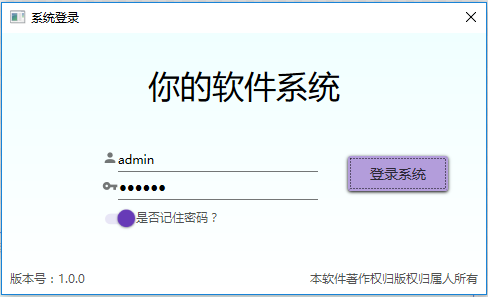 系统登录
你的软件系统
admin
●●●●●●
登录系统
是否记住密码？
版本号：1.0.0
本软件著作权归版权归属人所有